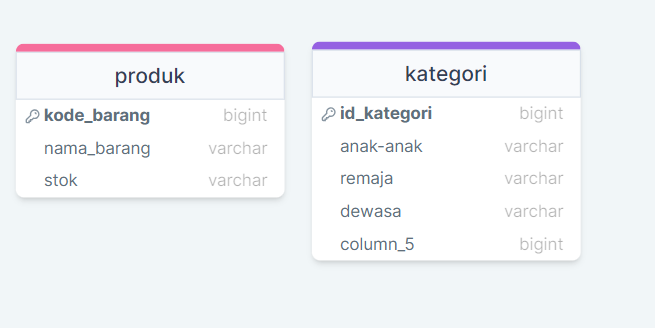 produk
kode_barang bigint
nama_barang varchar
stok varchar
kategori
id_kategori bigint
anak-anak varchar
remaja varchar
dewasa varchar
column_5 bigint